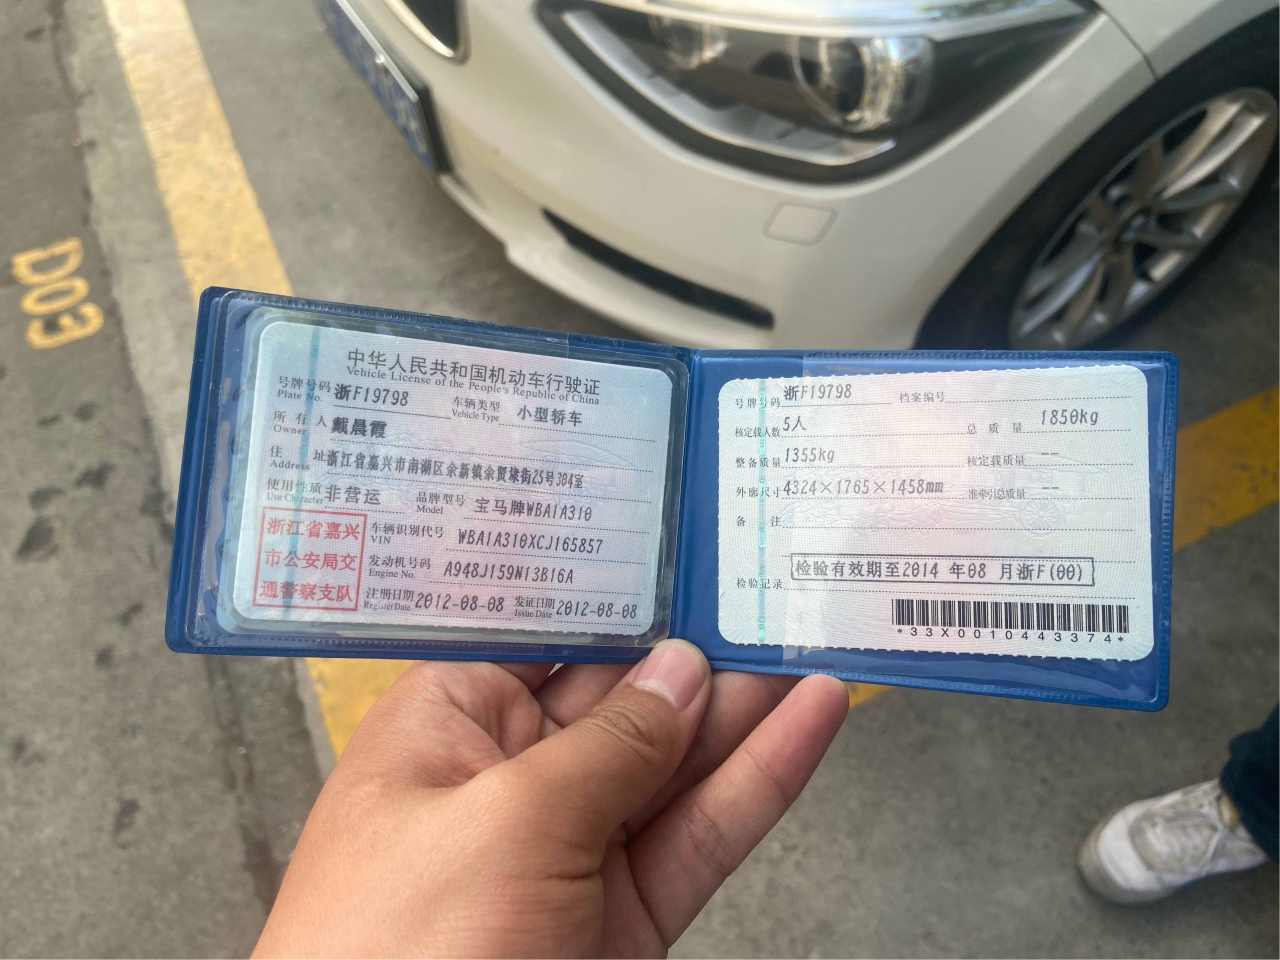 D03
中华人民共和国机动车行驶证
Vehicle License of the People's Republic of China
号牌号码 浙F19798 车辆类型 小型轿车
Plate No. Vehicle Type
所有人 戴晨霞
Owner
住址 浙江省嘉兴市南湖区余新镇余贸埭街25号304室
Address
使用性质 非营运 品牌型号 宝马牌WBA1A310
Use Character Model
浙江省嘉兴
市公安局交
通警察支队
车辆识别代号 WBA1A310XCJ165857
VIN
发动机号码 A948J159N13B16A
Engine No.
注册日期 2012-08-08 发证日期 2012-08-08
Register Date Issue Date
号牌号码 浙F19798 档案编号
核定载人数 5人 总质量 1850kg
整备质量 1355kg 核定载质量 --
外廓尺寸 4324×1765×1458mm 准牵引总质量 --
备注
检验记录 检验有效期至2014 年08 月浙F(00)
*33X0010443374*